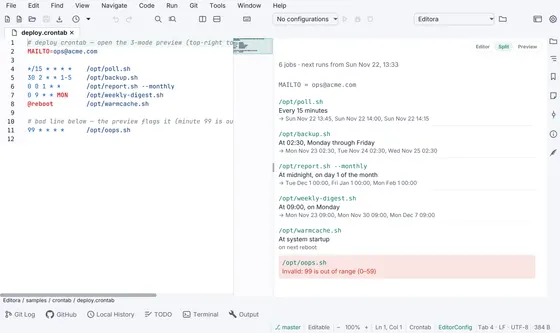 File Edit Find View Navigate Code Run Git Tools Window Help
No configurations
Editora
deploy.crontab
Editor Split Preview
1 # deploy crontab — open the 3-mode preview (top-right to
2 MAILTO=ops@acme.com
3
4 */15 * * * * /opt/poll.sh
5 30 2 * * 1-5 /opt/backup.sh
6 0 0 1 * * /opt/report.sh --monthly
7 0 9 * * MON /opt/weekly-digest.sh
8 @reboot /opt/warmcache.sh
9
10 # bad line below — the preview flags it (minute 99 is ou
11 99 * * * * /opt/oops.sh
12
6 jobs · next runs from Sun Nov 22, 13:33
MAILTO = ops@acme.com
/opt/poll.sh
Every 15 minutes
→ Sun Nov 22 13:45, Sun Nov 22 14:00, Sun Nov 22 14:15
/opt/backup.sh
At 02:30, Monday through Friday
→ Mon Nov 23 02:30, Tue Nov 24 02:30, Wed Nov 25 02:30
/opt/report.sh --monthly
At midnight, on day 1 of the month
→ Tue Dec 1 00:00, Fri Jan 1 00:00, Mon Feb 1 00:00
/opt/weekly-digest.sh
At 09:00, on Monday
→ Mon Nov 23 09:00, Mon Nov 30 09:00, Mon Dec 7 09:00
/opt/warmcache.sh
At system startup
on next reboot
/opt/oops.sh
Invalid: 99 is out of range (0–59)
Editora / samples / crontab / deploy.crontab
Git Log GitHub Local History TODO Terminal Output
master Editable − 100% + Ln 1, Col 1 Crontab EditorConfig Tab 4 LF UTF-8 384 B